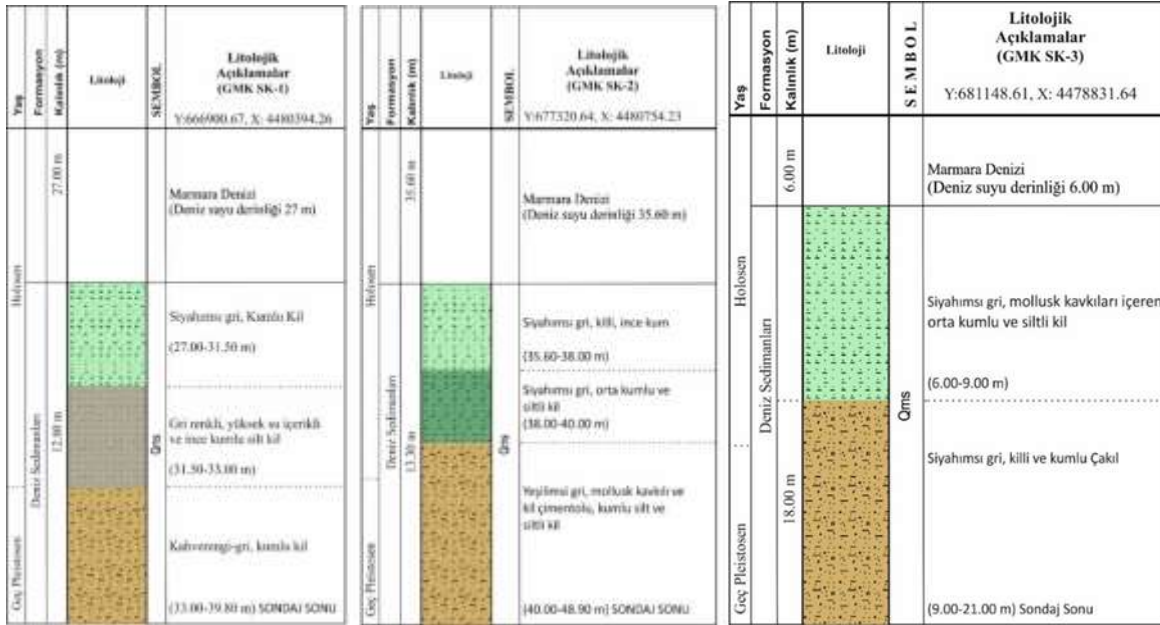 Yaş
Formasyon
Kalınlık (m)
Litoloji
SEMBOL
Litolojik
Açıklamalar
(GMK SK-1)
Y:666900.67, X: 4480394.26
27.00 m
Marmara Denizi
(Deniz suyu derinliği 27 m)
Holosen
Geç Pleistosen
Deniz Sedimanları
12.80 m
Qms
Siyahımsı gri, Kumlu Kil
(27.00-31.50 m)
Gri renkli, yüksek su içerikli
ve ince kumlu silt kil
(31.50-33.00 m)
Kahverengi-gri, kumlu kil
(33.00-39.80 m) SONDAJ SONU
Yaş
Formasyon
Kalınlık (m)
Litoloji
SEMBOL
Litolojik
Açıklamalar
(GMK SK-2)
Y:677320.64, X: 4480754.23
35.60 m
Marmara Denizi
(Deniz suyu derinliği 35.60 m)
Holosen
Geç Pleistosen
Deniz Sedimanları
13.30 m
Qms
Siyahımsı gri, killi, ince kum
(35.60-38.00 m)
Siyahımsı gri, orta kumlu ve
siltli kil
(38.00-40.00 m)
Yeşilimsi gri, mollusk kavkılı ve
kil çimentolu, kumlu silt ve
siltli kil
(40.00-48.90 m) SONDAJ SONU
Yaş
Formasyon
Kalınlık (m)
Litoloji
SEMBOL
Litolojik
Açıklamalar
(GMK SK-3)
Y:681148.61, X: 4478831.64
6.00 m
Marmara Denizi
(Deniz suyu derinliği 6.00 m)
Holosen
Geç Pleistosen
Deniz Sedimanları
18.00 m
Qms
Siyahımsı gri, mollusk kavkıları içeren
orta kumlu ve siltli kil
(6.00-9.00 m)
Siyahımsı gri, killi ve kumlu Çakıl
(9.00-21.00 m) Sondaj Sonu